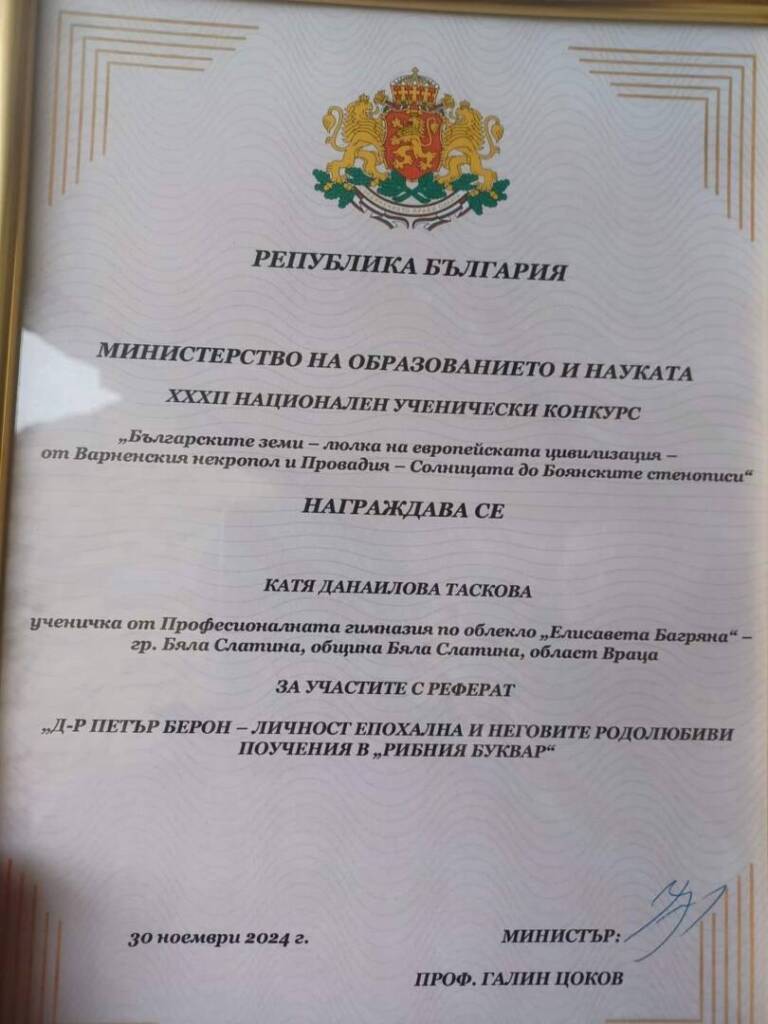 РЕПУБЛИКА БЪЛГАРИЯ
МИНИСТЕРСТВО НА ОБРАЗОВАНИЕТО И НАУКАТА
XXXII НАЦИОНАЛЕН УЧЕНИЧЕСКИ КОНКУРС
„Българските земи – люлка на европейската цивилизация –
от Варненския некропол и Провадия – Солницата до Боянските стенописи“
НАГРАЖДАВА СЕ
КАТЯ ДАНАИЛОВА ТАСКОВА
ученичка от Професионалната гимназия по облекло „Елисавета Багряна“ –
гр. Бяла Слатина, община Бяла Слатина, област Враца
ЗА УЧАСТИТЕ С РЕФЕРАТ
„Д-Р ПЕТЪР БЕРОН – ЛИЧНОСТ ЕПОХАЛНА И НЕГОВИТЕ РОДОЛЮБИВИ
ПОУЧЕНИЯ В „РИБНИЯ БУКВАР“
30 ноември 2024 г.
МИНИСТЪР:
ПРОФ. ГАЛИН ЦОКОВ